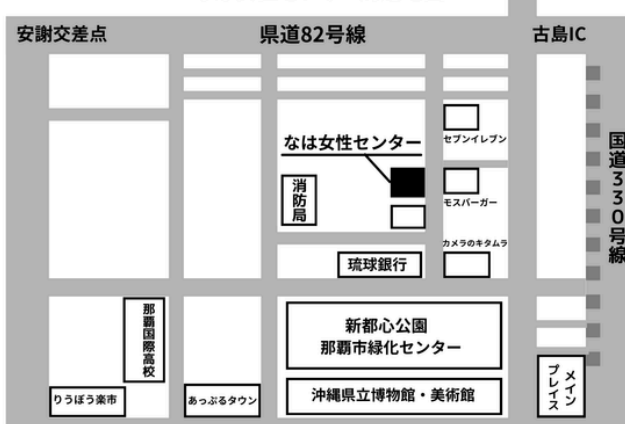 安謝交差点
県道82号線
古島IC
国道330号線
セブンイレブン
なは女性センター
消防局
モスバーガー
カメラのキタムラ
琉球銀行
那覇国際高校
新都心公園
那覇市緑化センター
メイン
プレイス
りうぼう楽市
あっぷるタウン
沖縄県立博物館・美術館